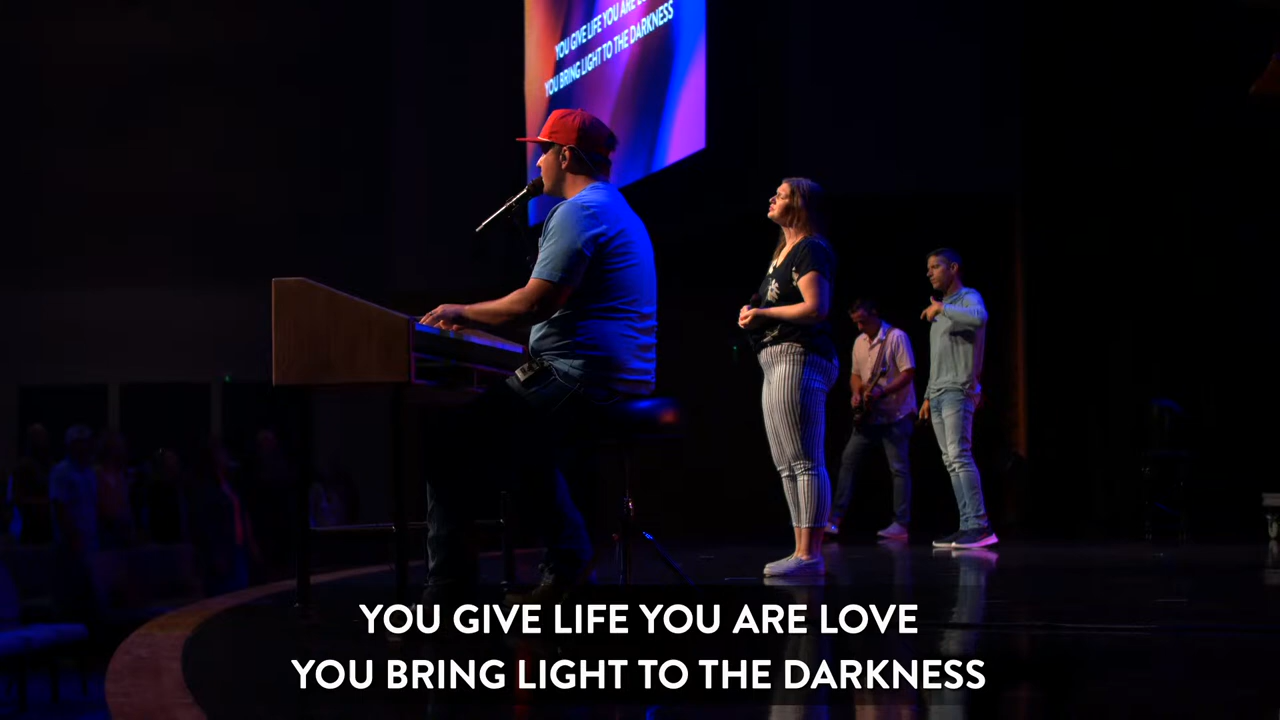 YOU GIVE LIFE YOU ARE
YOU BRING LIGHT TO THE DARKNESS
YOU GIVE LIFE YOU ARE LOVE
YOU BRING LIGHT TO THE DARKNESS